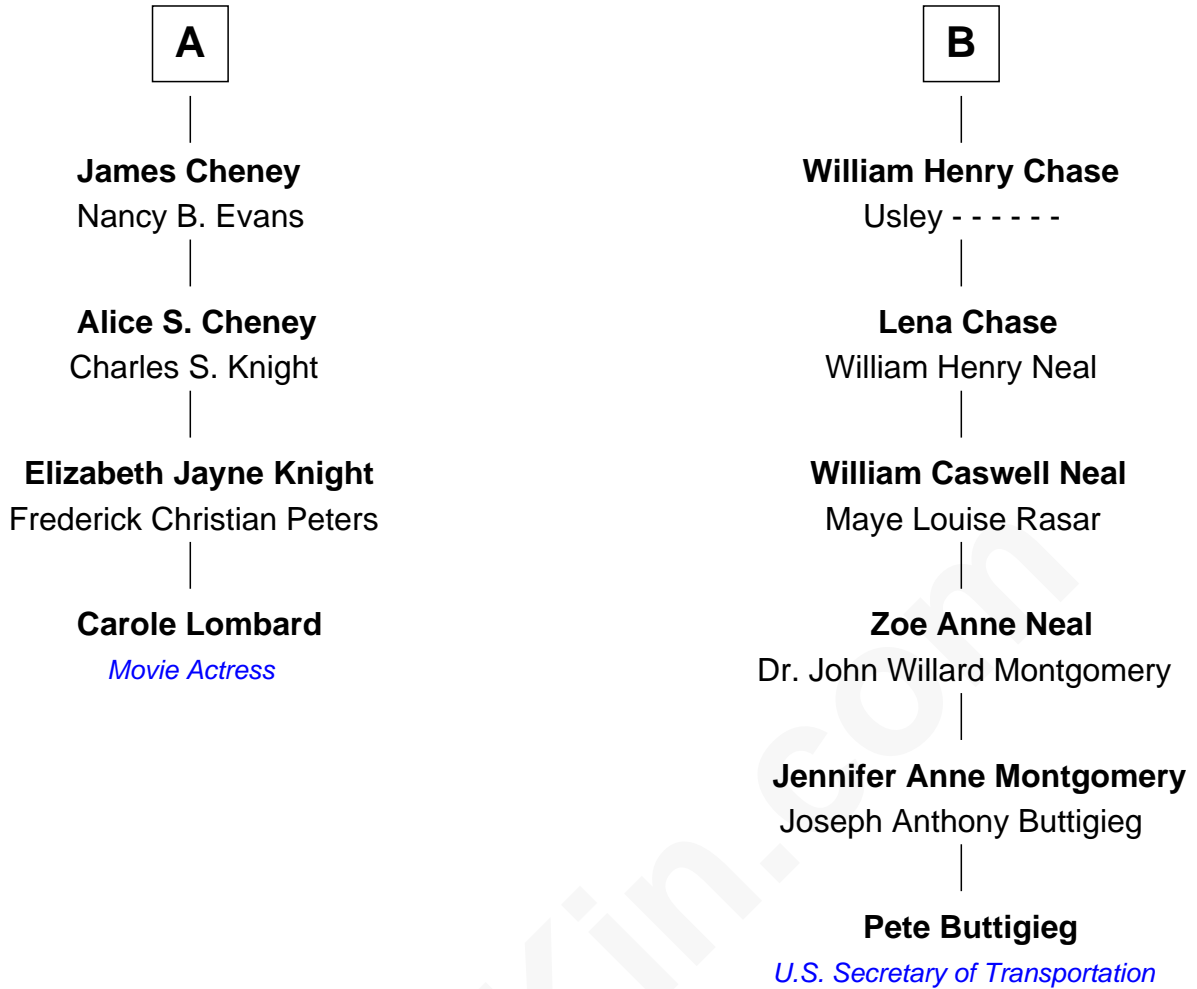 A
James Cheney
Nancy B. Evans
Alice S. Cheney
Charles S. Knight
Elizabeth Jayne Knight
Frederick Christian Peters
Carole Lombard
Movie Actress
B
William Henry Chase
Usley - - - - - -
Lena Chase
William Henry Neal
William Caswell Neal
Maye Louise Rasar
Zoe Anne Neal
Dr. John Willard Montgomery
Jennifer Anne Montgomery
Joseph Anthony Buttigieg
Pete Buttigieg
U.S. Secretary of Transportation